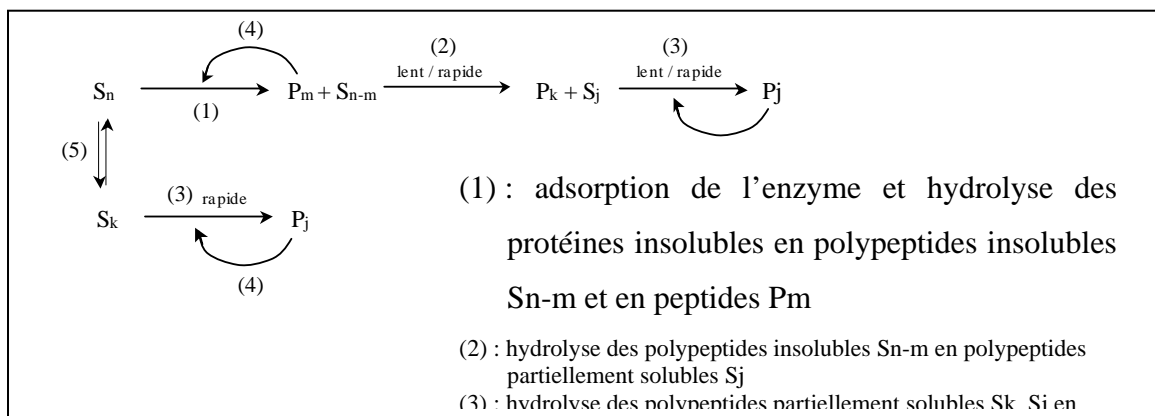 (4) (2) (3)
lent / rapide lent / rapide
Sn Pm + Sn-m Pk + Sj Pj
(1)
(5)
(3) rapide
Sk Pj
(4)
(1) : adsorption de l’enzyme et hydrolyse des
protéines insolubles en polypeptides insolubles
Sn-m et en peptides Pm
(2) : hydrolyse des polypeptides insolubles Sn-m en polypeptides
partiellement solubles Sj
(3) : hydrolyse des polypeptides partiellement solubles Sk, Sj en